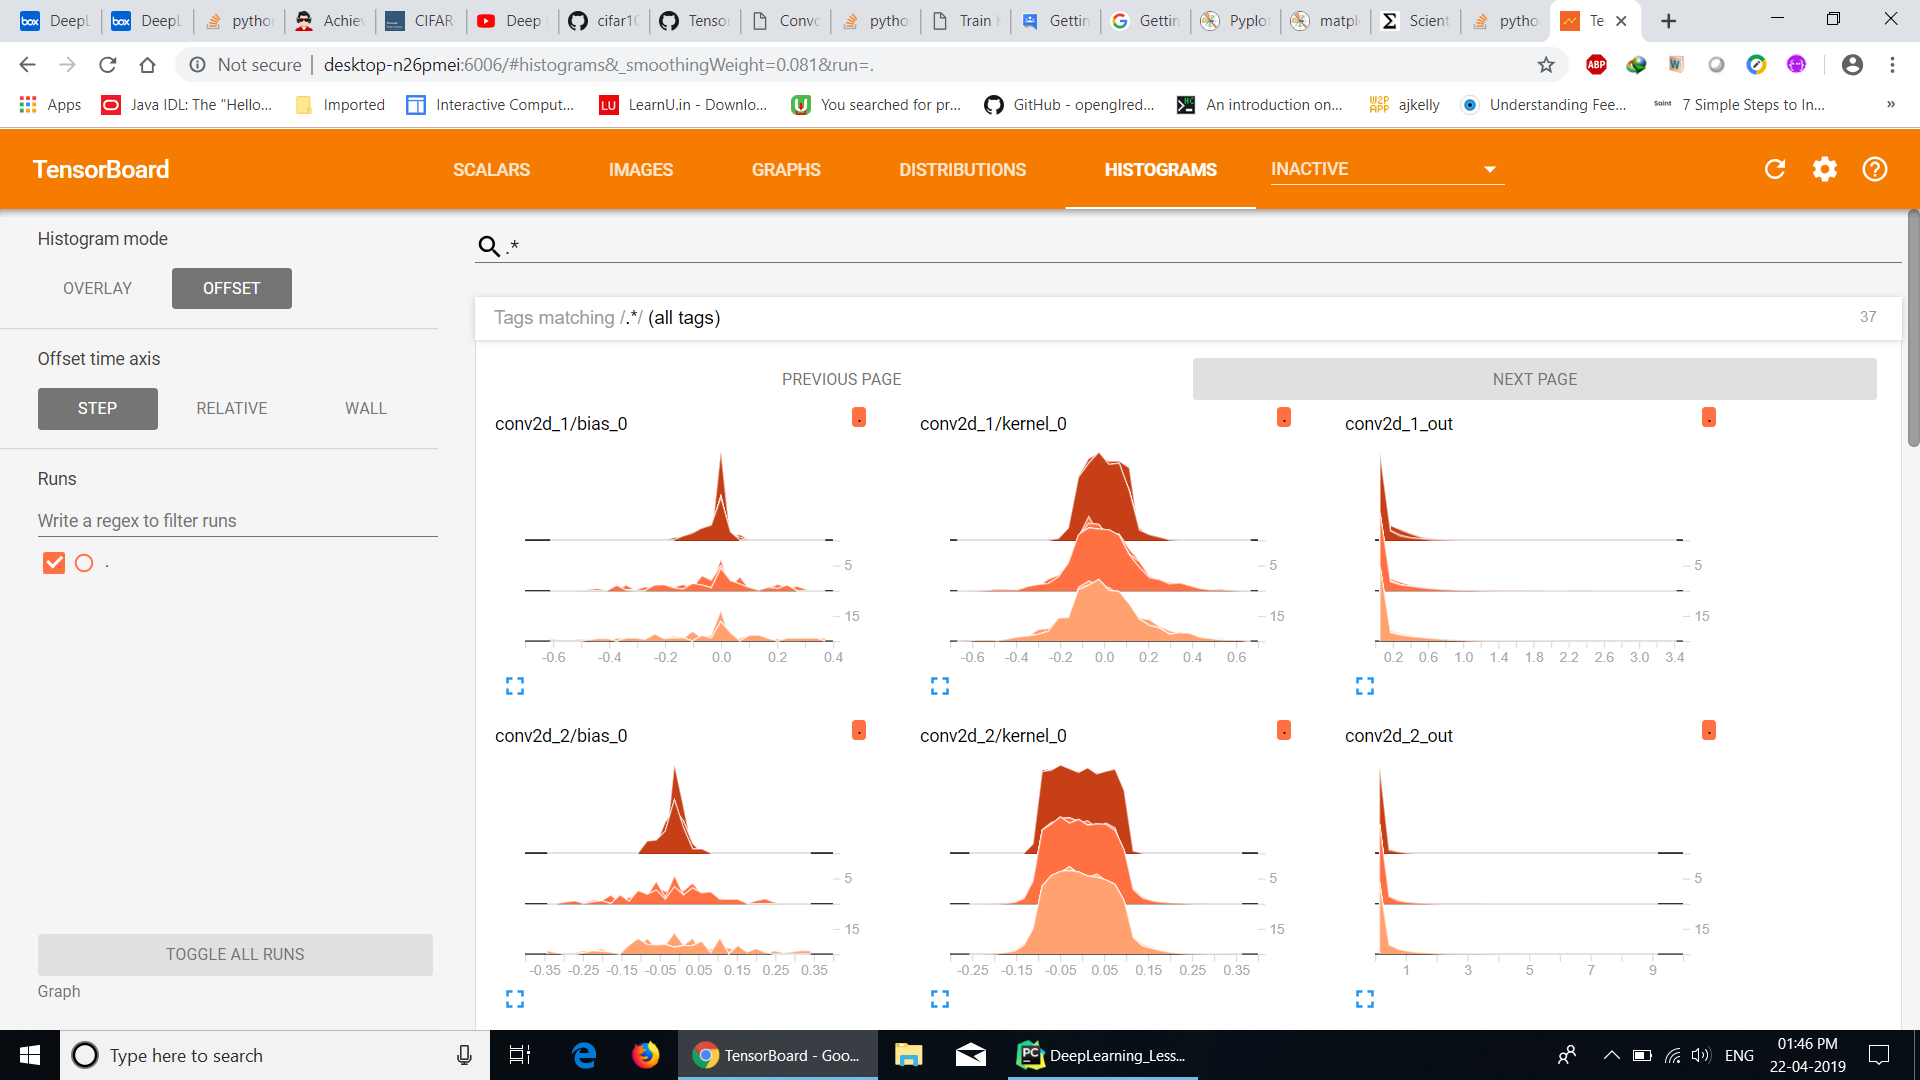 DeepL
DeepL
pytho
Achiev
CIFAR
Deep
cifar10
Tensor
Convo
pytho
Train
Gettin
Gettin
Pyplot
matpl
Scient
pytho
Te
Not secure | desktop-n26pmei:6006/#histograms&_smoothingWeight=0.081&run=.
Apps
Java IDL: The "Hello...
Imported
Interactive Comput...
LearnU.in - Downlo...
You searched for pr...
GitHub - openglred...
An introduction on...
ajkelly
Understanding Fee...
7 Simple Steps to In...
»
TensorBoard
SCALARS
IMAGES
GRAPHS
DISTRIBUTIONS
HISTOGRAMS
INACTIVE
Histogram mode
OVERLAY
OFFSET
Offset time axis
STEP
RELATIVE
WALL
Runs
Write a regex to filter runs
.
TOGGLE ALL RUNS
Graph
.*
Tags matching /.*/ (all tags)
37
PREVIOUS PAGE
NEXT PAGE
conv2d_1/bias_0
.
5
15
-0.6 -0.4 -0.2 0.0 0.2 0.4
conv2d_1/kernel_0
.
5
15
-0.6 -0.4 -0.2 0.0 0.2 0.4 0.6
conv2d_1_out
.
5
15
0.2 0.6 1.0 1.4 1.8 2.2 2.6 3.0 3.4
conv2d_2/bias_0
.
5
15
-0.35 -0.25 -0.15 -0.05 0.05 0.15 0.25 0.35
conv2d_2/kernel_0
.
5
15
-0.25 -0.15 -0.05 0.05 0.15 0.25 0.35
conv2d_2_out
.
5
15
1 3 5 7 9
Type here to search
TensorBoard - Goo...
DeepLearning_Less...
ENG
01:46 PM
22-04-2019